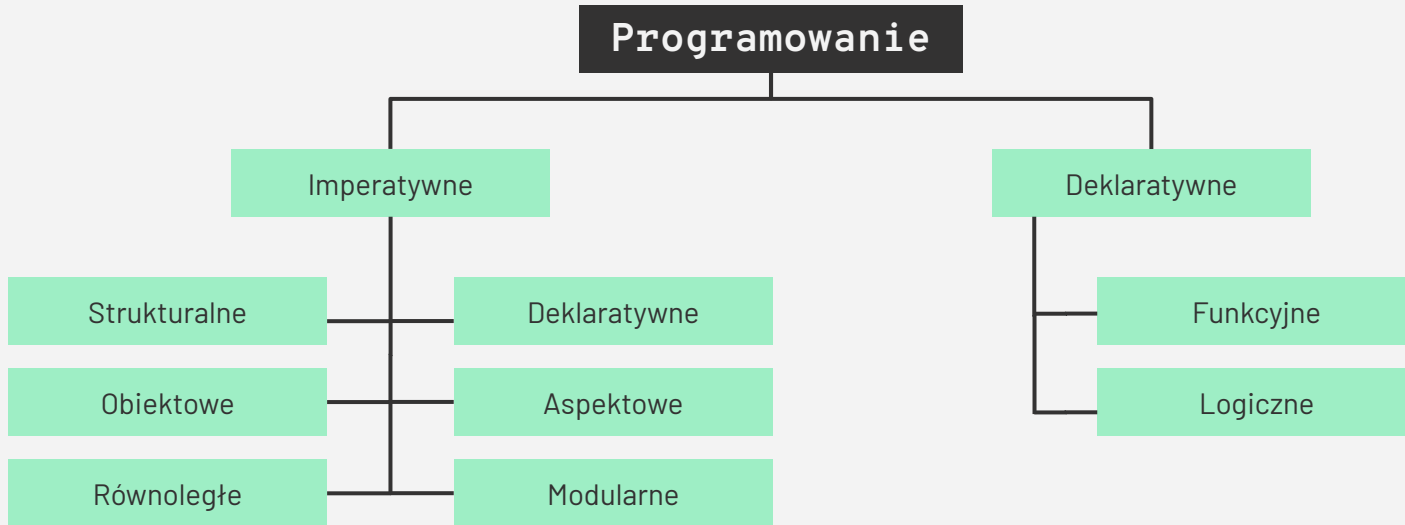 Programowanie
Imperatywne
Deklaratywne
Strukturalne
Deklaratywne
Funkcyjne
Obiektowe
Aspektowe
Logiczne
Równoległe
Modularne